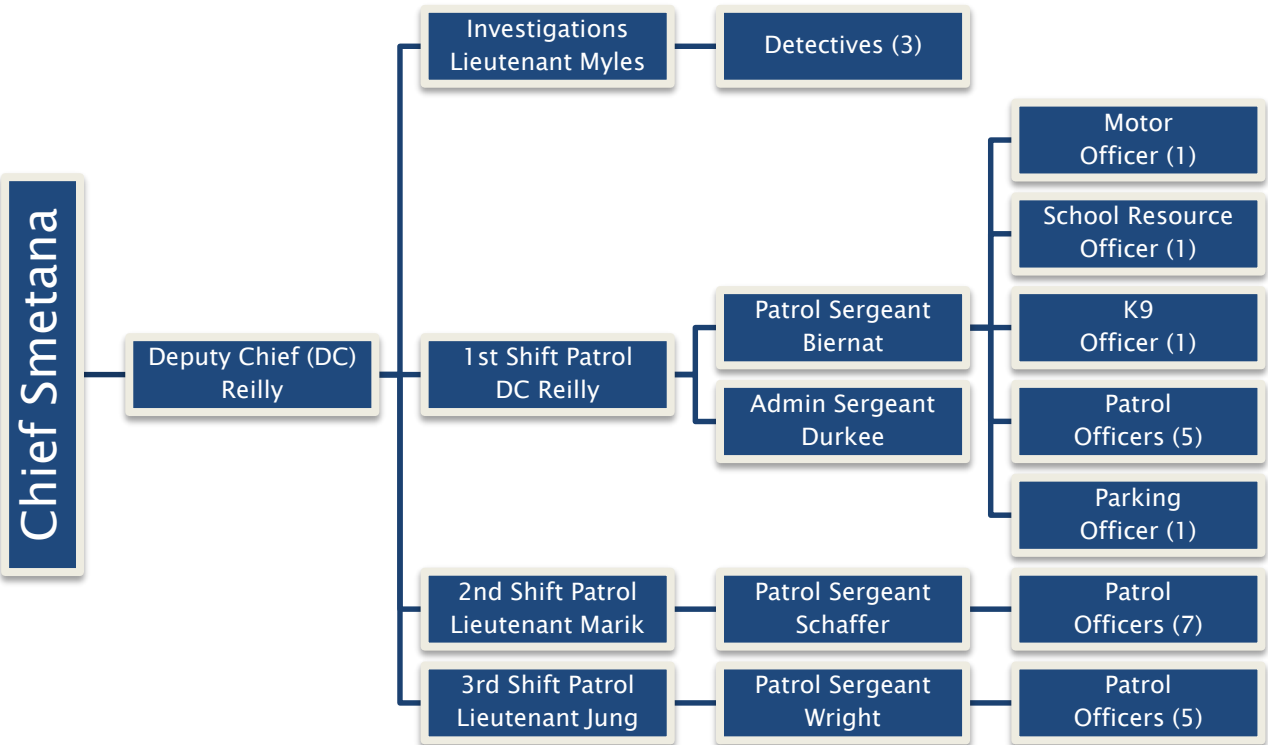 Chief Smetana
Deputy Chief (DC)
Reilly
Investigations
Lieutenant Myles
Detectives (3)
1st Shift Patrol
DC Reilly
Patrol Sergeant
Biernat
Motor
Officer (1)
School Resource
Officer (1)
K9
Officer (1)
Patrol
Officers (5)
Parking
Officer (1)
Admin Sergeant
Durkee
2nd Shift Patrol
Lieutenant Marik
Patrol Sergeant
Schaffer
Patrol
Officers (7)
3rd Shift Patrol
Lieutenant Jung
Patrol Sergeant
Wright
Patrol
Officers (5)